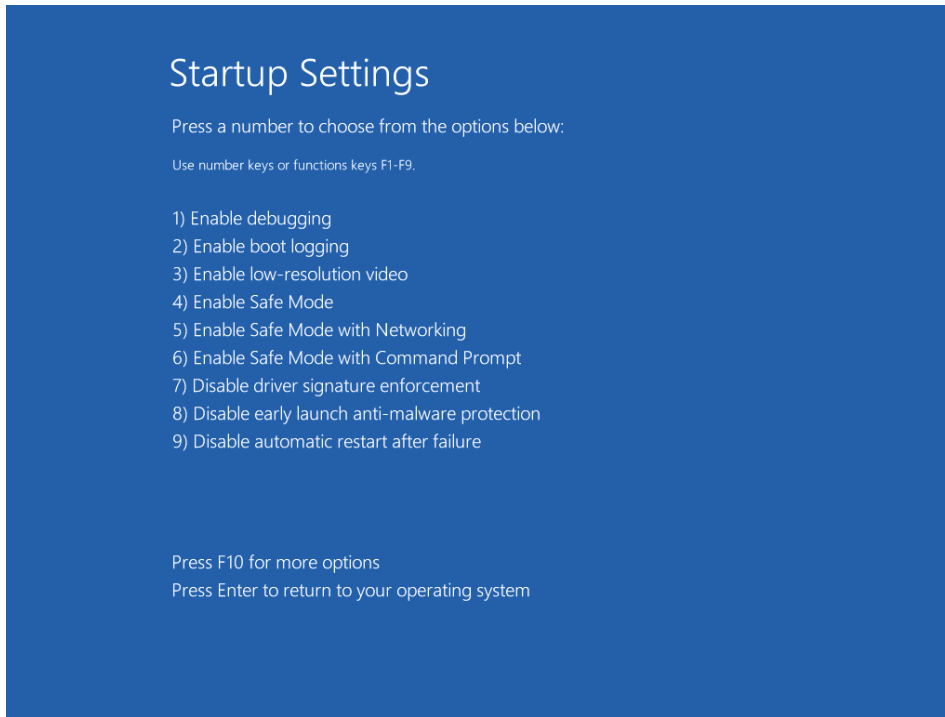 Startup Settings
Press a number to choose from the options below:
Use number keys or functions keys F1-F9.
1) Enable debugging
2) Enable boot logging
3) Enable low-resolution video
4) Enable Safe Mode
5) Enable Safe Mode with Networking
6) Enable Safe Mode with Command Prompt
7) Disable driver signature enforcement
8) Disable early launch anti-malware protection
9) Disable automatic restart after failure
Press F10 for more options
Press Enter to return to your operating system